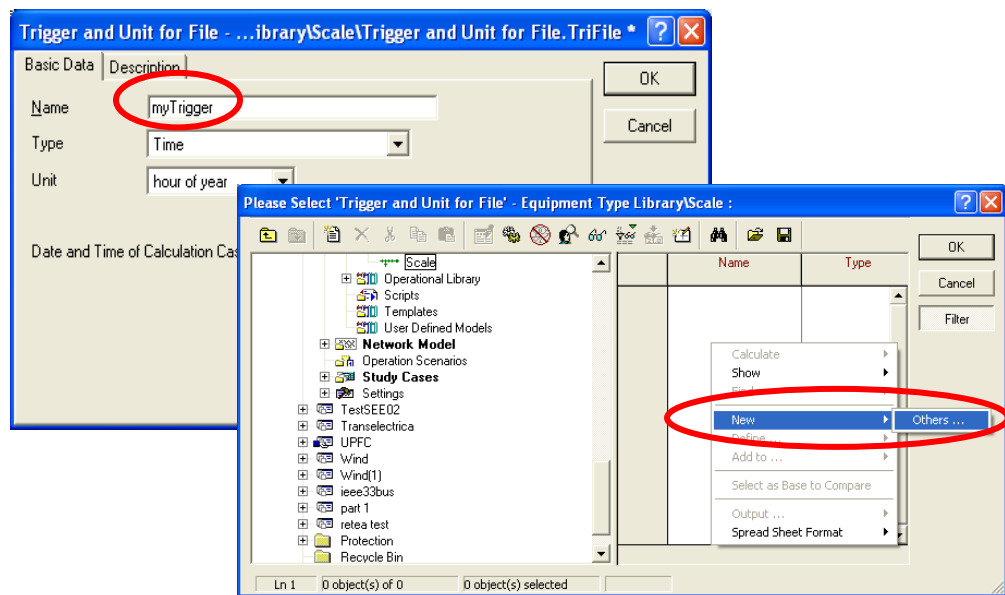 Trigger and Unit for File - ...ibrary\Scale\Trigger and Unit for File.TriFile *
Basic Data
Description
OK
Cancel
Name
myTrigger
Type
Time
Unit
hour of year
Date and Time of Calculation Cas
Please Select 'Trigger and Unit for File' - Equipment Type Library\Scale :
OK
Cancel
Filter
Scale
Operational Library
Scripts
Templates
User Defined Models
Network Model
Operation Scenarios
Study Cases
Settings
TestSEE02
Transelectrica
UPFC
Wind
Wind(1)
ieee33bus
part 1
retea test
Protection
Recycle Bin
Name
Type
Calculate
Show
Find
New
Others ...
Define ...
Add to ...
Select as Base to Compare
Output ...
Spread Sheet Format
Ln 1
0 object(s) of 0
0 object(s) selected